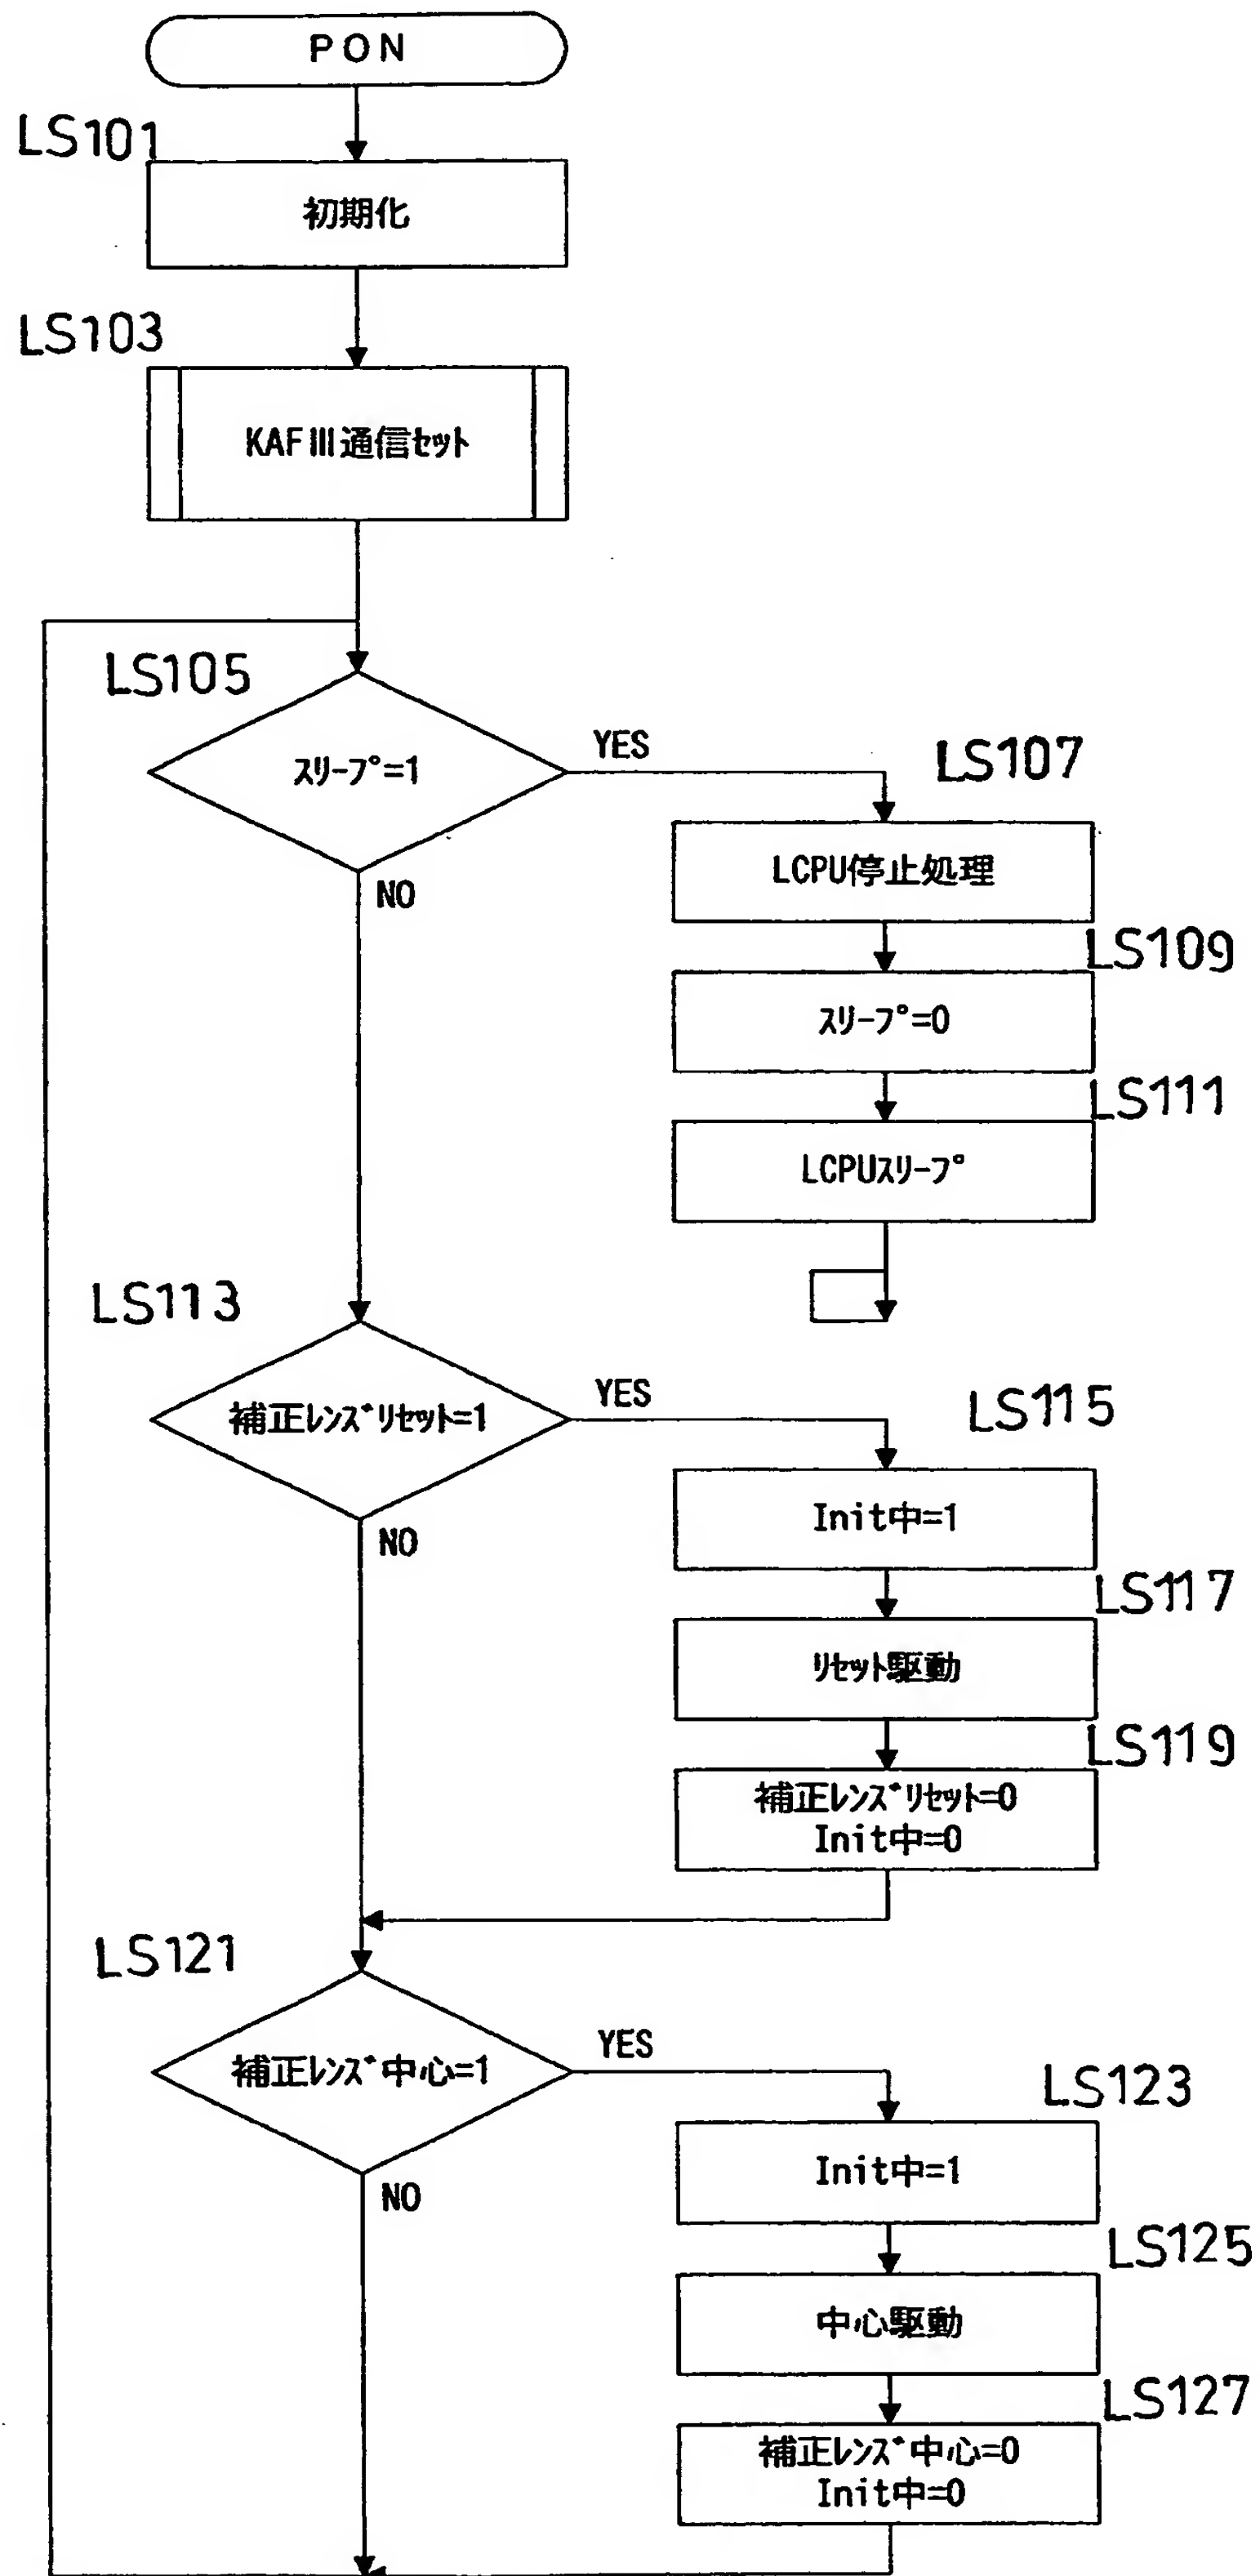 PON
LS101
初期化
LS103
KAFⅢ通信ｾｯﾄ
LS105
ｽﾘｰﾌﾟ=1
YES
NO
LS107
LCPU停止処理
LS109
ｽﾘｰﾌﾟ=0
LS111
LCPUｽﾘｰﾌﾟ
LS113
補正ﾚﾝｽﾞﾘｾｯﾄ=1
YES
NO
LS115
Init中=1
LS117
ﾘｾｯﾄ駆動
LS119
補正ﾚﾝｽﾞﾘｾｯﾄ=0
Init中=0
LS121
補正ﾚﾝｽﾞ中心=1
YES
NO
LS123
Init中=1
LS125
中心駆動
LS127
補正ﾚﾝｽﾞ中心=0
Init中=0